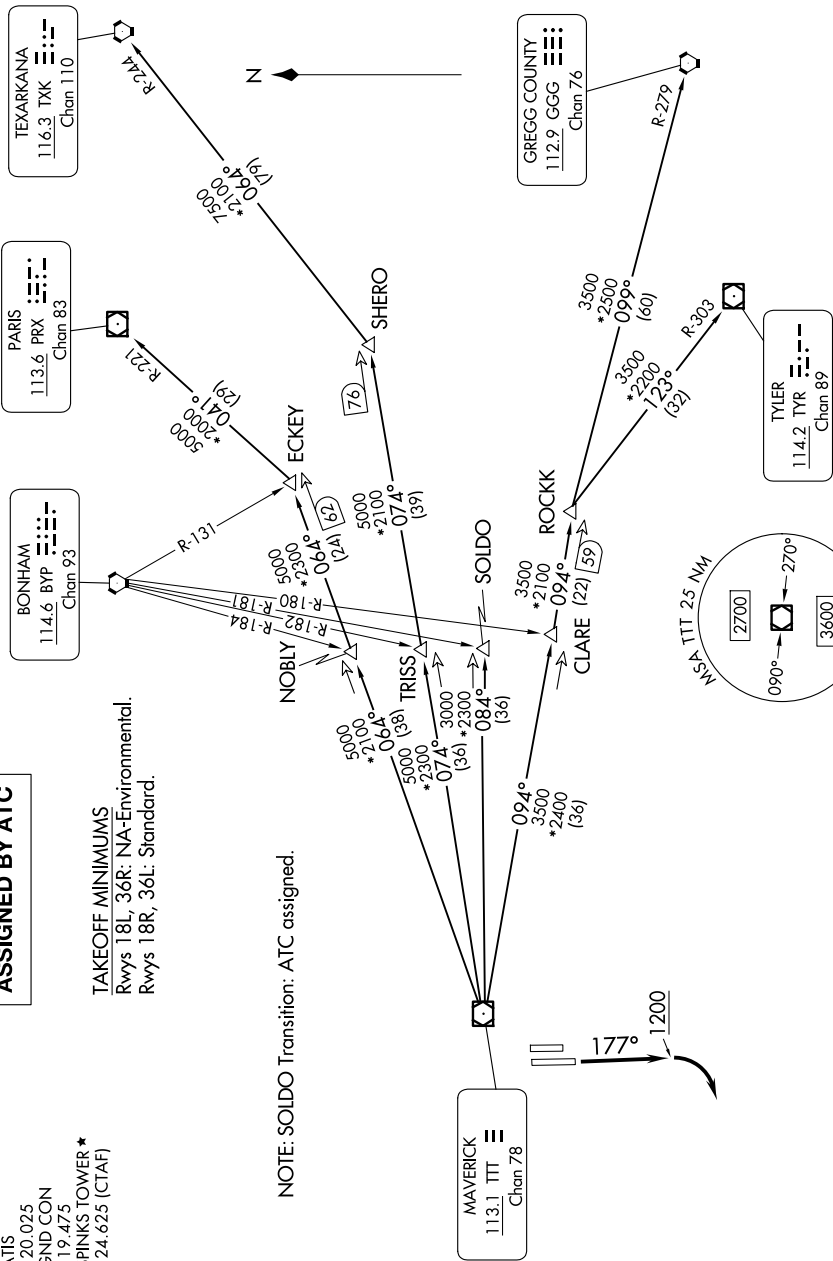 ASSIGNED BY ATC
ATIS
20.025
GND CON
19.475
PINKS TOWER ★
24.625 (CTAF)
TAKEOFF MINIMUMS
Rwys 18L, 36R: NA-Environmental.
Rwys 18R, 36L: Standard.
NOTE: SOLDO Transition: ATC assigned.
TEXARKANA
116.3 TXK
Chan 110
PARIS
113.6 PRX
Chan 83
BONHAM
114.6 BYP
Chan 93
GREGG COUNTY
112.9 GGG
Chan 76
TYLER
114.2 TYR
Chan 89
MAVERICK
113.1 TTT
Chan 78
N
R-244
7500
*2100
064°
(79)
R-221
5000
*2000
041°
(29)
R-131
R-180
R-181
R-182
R-184
ECKEY
SHERO
NOBLY
TRISS
SOLDO
CLARE
ROCKK
5000
*2300
064°
(24)
62
76
5000
*2100
074°
(39)
5000
*2100
064°
(38)
5000
*2300
074°
(36)
3000
*2300
084°
(36)
094°
3500
*2400
(36)
3500
*2100
094°
(22)
59
3500
*2500
099°
(60)
R-279
3500
*2200
123°
(32)
R-303
177°
1200
MSA TTT 25 NM
2700
090°
270°
3600